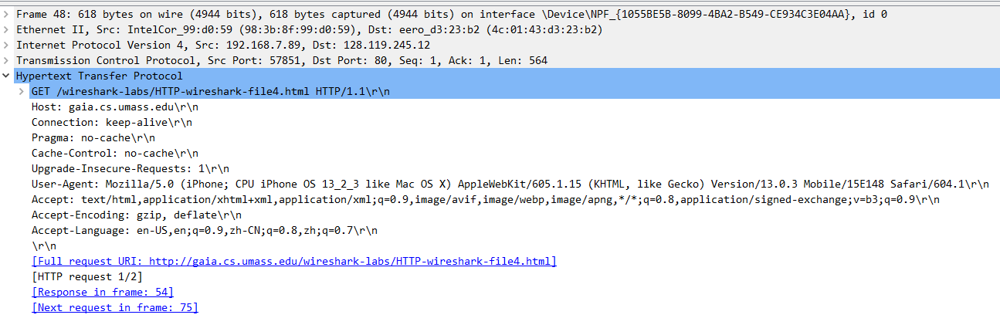 Frame 48: 618 bytes on wire (4944 bits), 618 bytes captured (4944 bits) on interface \Device\NPF_{1055BE5B-8099-4BA2-B549-CE934C3E04AA}, id 0
Ethernet II, Src: IntelCor_99:d0:59 (98:3b:8f:99:d0:59), Dst: eero_d3:23:b2 (4c:01:43:d3:23:b2)
Internet Protocol Version 4, Src: 192.168.7.89, Dst: 128.119.245.12
Transmission Control Protocol, Src Port: 57851, Dst Port: 80, Seq: 1, Ack: 1, Len: 564
Hypertext Transfer Protocol
GET /wireshark-labs/HTTP-wireshark-file4.html HTTP/1.1\r\n
Host: gaia.cs.umass.edu\r\n
Connection: keep-alive\r\n
Pragma: no-cache\r\n
Cache-Control: no-cache\r\n
Upgrade-Insecure-Requests: 1\r\n
User-Agent: Mozilla/5.0 (iPhone; CPU iPhone OS 13_2_3 like Mac OS X) AppleWebKit/605.1.15 (KHTML, like Gecko) Version/13.0.3 Mobile/15E148 Safari/604.1\r\n
Accept: text/html,application/xhtml+xml,application/xml;q=0.9,image/avif,image/webp,image/apng,*/*;q=0.8,application/signed-exchange;v=b3;q=0.9\r\n
Accept-Encoding: gzip, deflate\r\n
Accept-Language: en-US,en;q=0.9,zh-CN;q=0.8,zh;q=0.7\r\n
\r\n
[Full request URI: http://gaia.cs.umass.edu/wireshark-labs/HTTP-wireshark-file4.html]
[HTTP request 1/2]
[Response in frame: 54]
[Next request in frame: 75]